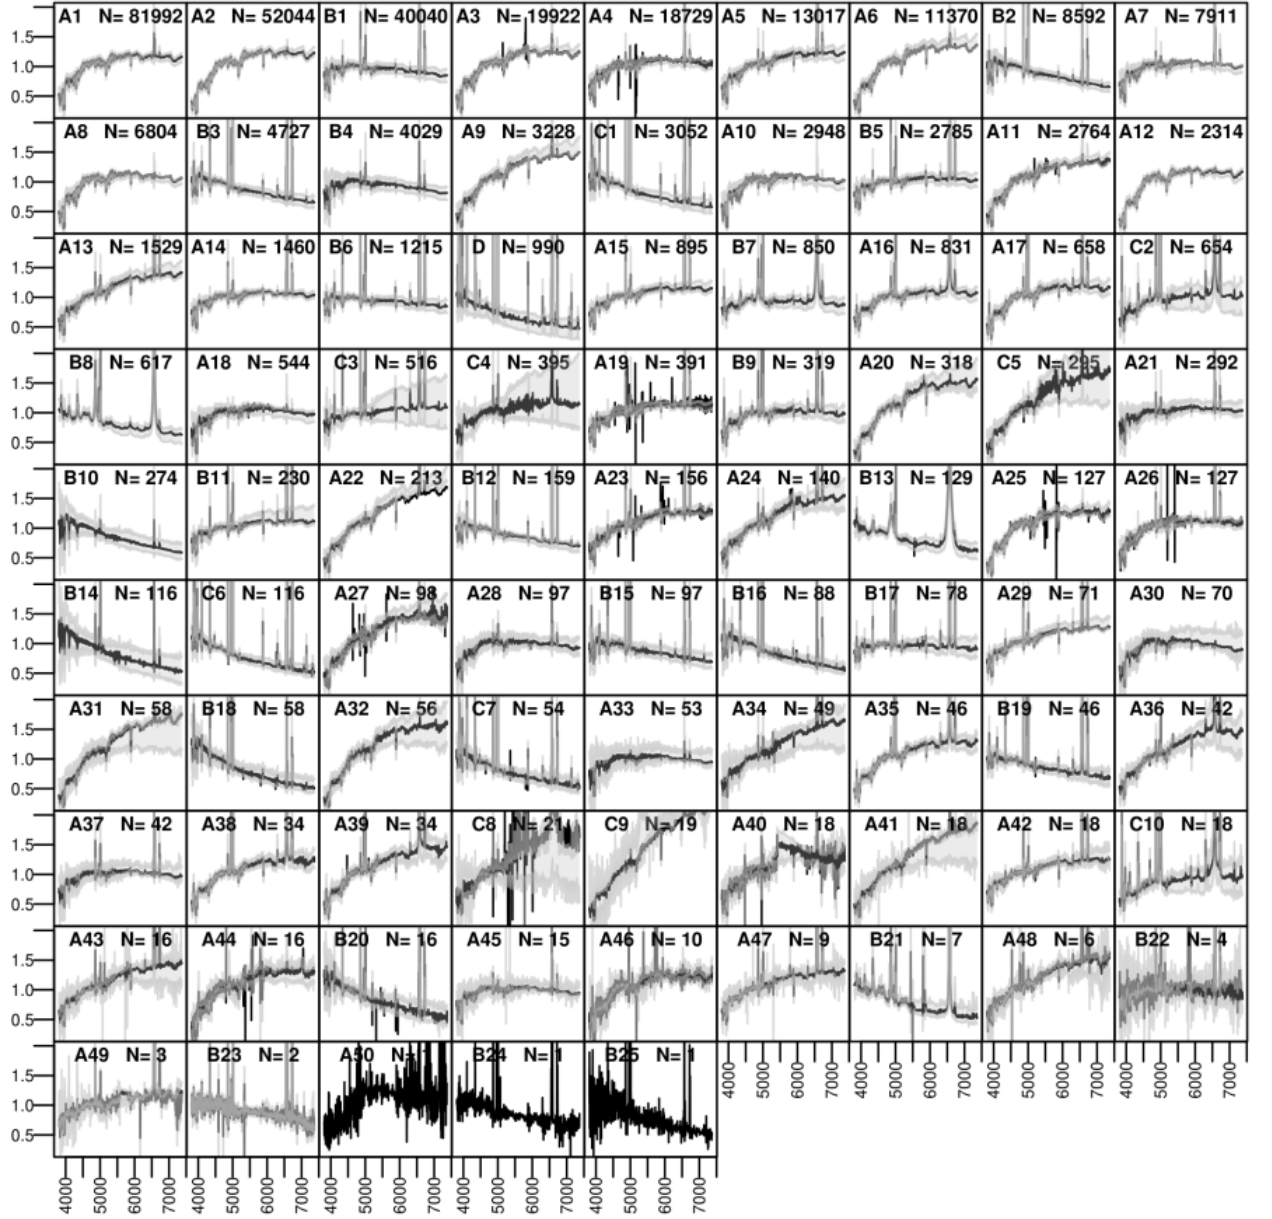 A1 N= 81992 A2 N= 52044 B1 N= 40040 A3 N= 19922 A4 N= 18729 A5 N= 13017 A6 N= 11370 B2 N= 8592 A7 N= 7911
1.5
1.0
0.5
A8 N= 6804 B3 N= 4727 B4 N= 4029 A9 N= 3228 C1 N= 3052 A10 N= 2948 B5 N= 2785 A11 N= 2764 A12 N= 2314
1.5
1.0
0.5
A13 N= 1529 A14 N= 1460 B6 N= 1215 D N= 990 A15 N= 895 B7 N= 850 A16 N= 831 A17 N= 658 C2 N= 654
1.5
1.0
0.5
B8 N= 617 A18 N= 544 C3 N= 516 C4 N= 395 A19 N= 391 B9 N= 319 A20 N= 318 C5 N= 295 A21 N= 292
1.5
1.0
0.5
B10 N= 274 B11 N= 230 A22 N= 213 B12 N= 159 A23 N= 156 A24 N= 140 B13 N= 129 A25 N= 127 A26 N= 127
1.5
1.0
0.5
B14 N= 116 C6 N= 116 A27 N= 98 A28 N= 97 B15 N= 97 B16 N= 88 B17 N= 78 A29 N= 71 A30 N= 70
1.5
1.0
0.5
A31 N= 58 B18 N= 58 A32 N= 56 C7 N= 54 A33 N= 53 A34 N= 49 A35 N= 46 B19 N= 46 A36 N= 42
1.5
1.0
0.5
A37 N= 42 A38 N= 34 A39 N= 34 C8 N= 21 C9 N= 19 A40 N= 18 A41 N= 18 A42 N= 18 C10 N= 18
1.5
1.0
0.5
A43 N= 16 A44 N= 16 B20 N= 16 A45 N= 15 A46 N= 10 A47 N= 9 B21 N= 7 A48 N= 6 B22 N= 4
1.5
1.0
0.5
A49 N= 3 B23 N= 2 A50 N= 1 B24 N= 1 B25 N= 1
1.5
1.0
0.5
4000 5000 6000 7000 4000 5000 6000 7000 4000 5000 6000 7000 4000 5000 6000 7000
4000 5000 6000 7000 4000 5000 6000 7000 4000 5000 6000 7000 4000 5000 6000 7000 4000 5000 6000 7000